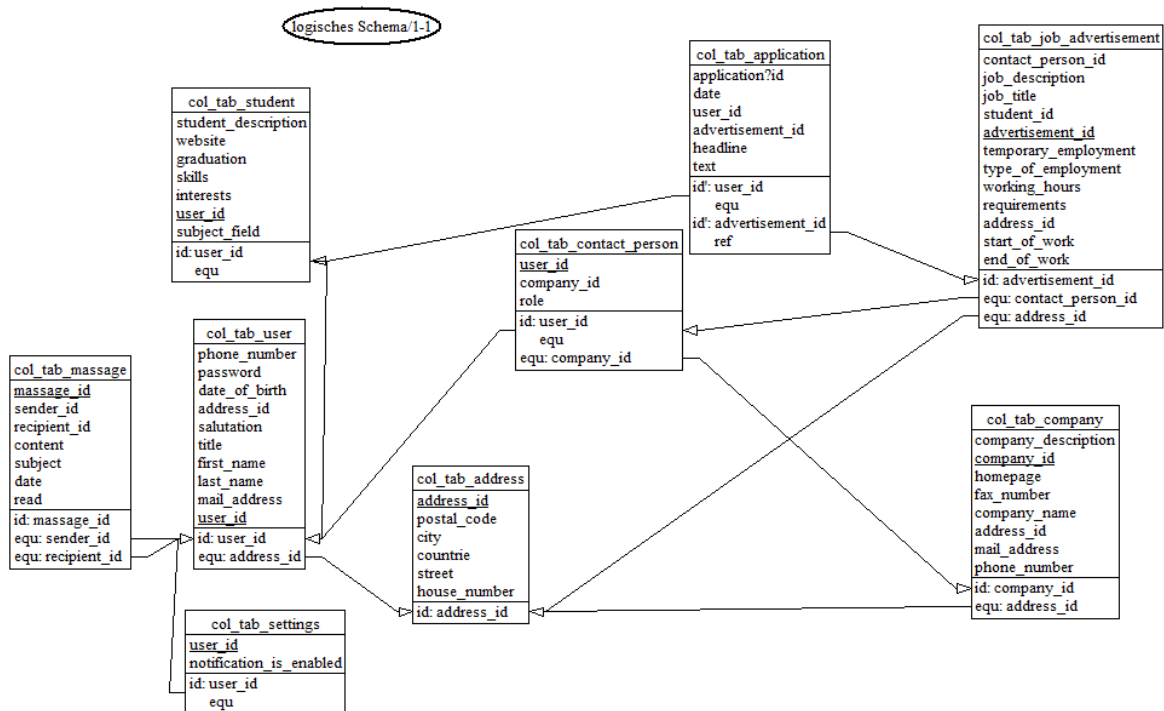 logisches Schema/1-1
col_tab_student
student_description
website
graduation
skills
interests
user_id
subject_field
id: user_id
equ
col_tab_application
application?id
date
user_id
advertisement_id
headline
text
id': user_id
equ
id': advertisement_id
ref
col_tab_job_advertisement
contact_person_id
job_description
job_title
student_id
advertisement_id
temporary_employment
type_of_employment
working_hours
requirements
address_id
start_of_work
end_of_work
id: advertisement_id
equ: contact_person_id
equ: address_id
col_tab_contact_person
user_id
company_id
role
id: user_id
equ
equ: company_id
col_tab_massage
massage_id
sender_id
recipient_id
content
subject
date
read
id: massage_id
equ: sender_id
equ: recipient_id
col_tab_user
phone_number
password
date_of_birth
address_id
salutation
title
first_name
last_name
mail_address
user_id
id: user_id
equ: address_id
col_tab_address
address_id
postal_code
city
countrie
street
house_number
id: address_id
col_tab_company
company_description
company_id
homepage
fax_number
company_name
address_id
mail_address
phone_number
id: company_id
equ: address_id
col_tab_settings
user_id
notification_is_enabled
id: user_id
equ